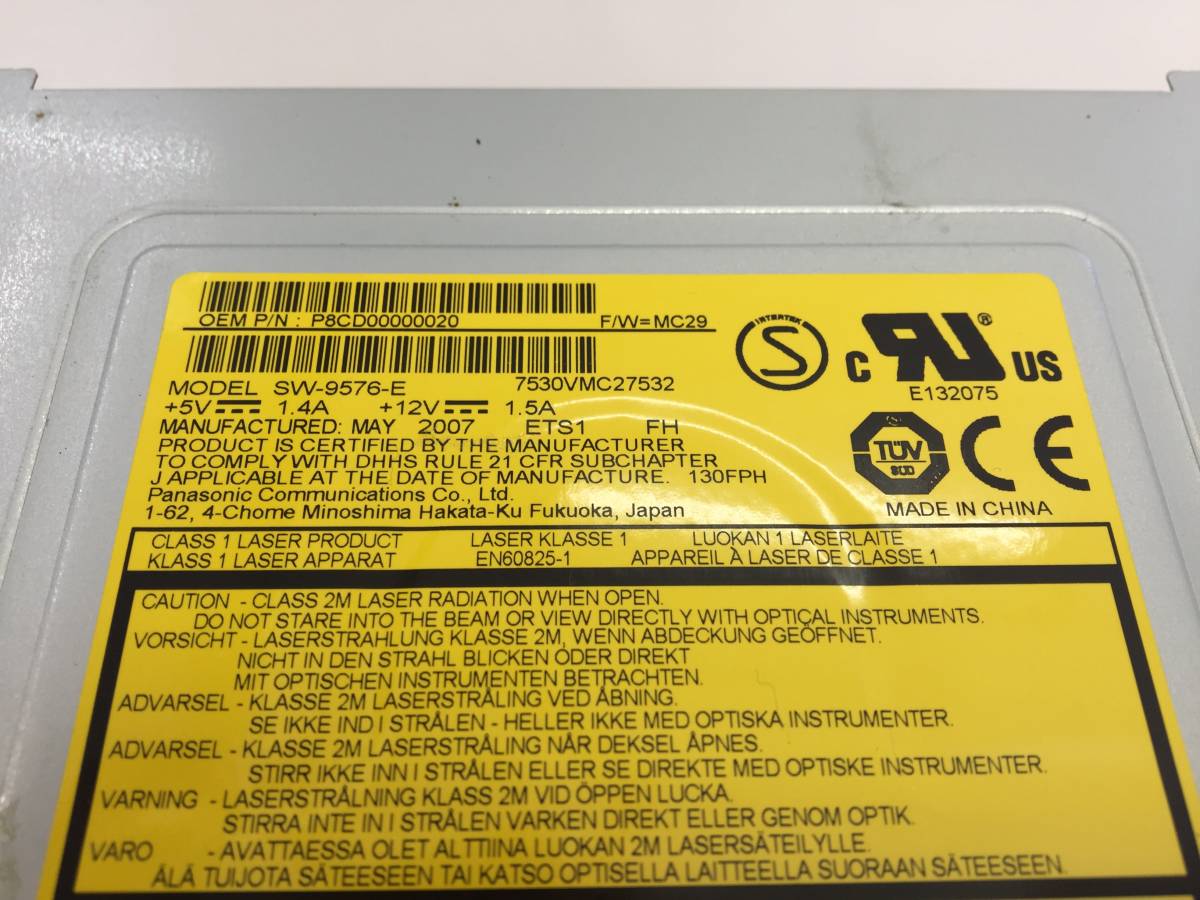 OEM P/N : P8CD00000020 F/W=MC29
INTERTEK
S
C RU® US
E132075
MODEL SW-9576-E 7530VMC27532
+5V 1.4A +12V 1.5A
MANUFACTURED: MAY 2007 ETS1 FH
PRODUCT IS CERTIFIED BY THE MANUFACTURER
TO COMPLY WITH DHHS RULE 21 CFR SUBCHAPTER
J APPLICABLE AT THE DATE OF MANUFACTURE. 130FPH
Panasonic Communications Co., Ltd.
1-62, 4-Chome Minoshima Hakata-Ku Fukuoka, Japan
TÜV
SÜD
CE
MADE IN CHINA
CLASS 1 LASER PRODUCT LASER KLASSE 1 LUOKAN 1 LASERLAITE
KLASS 1 LASER APPARAT EN60825-1 APPAREIL À LASER DE CLASSE 1
CAUTION - CLASS 2M LASER RADIATION WHEN OPEN.
DO NOT STARE INTO THE BEAM OR VIEW DIRECTLY WITH OPTICAL INSTRUMENTS.
VORSICHT - LASERSTRAHLUNG KLASSE 2M, WENN ABDECKUNG GEÖFFNET.
NICHT IN DEN STRAHL BLICKEN ODER DIREKT
MIT OPTISCHEN INSTRUMENTEN BETRACHTEN.
ADVARSEL - KLASSE 2M LASERSTRÅLING VED ÅBNING.
SE IKKE IND I STRÅLEN - HELLER IKKE MED OPTISKA INSTRUMENTER.
ADVARSEL - KLASSE 2M LASERSTRÅLING NÅR DEKSEL ÅPNES.
STIRR IKKE INN I STRÅLEN ELLER SE DIREKTE MED OPTISKE INSTRUMENTER.
VARNING - LASERSTRÅLNING KLASS 2M VID ÖPPEN LUCKA.
STIRRA INTE IN I STRÅLEN VARKEN DIREKT ELLER GENOM OPTIK.
VARO - AVATTAESSA OLET ALTTIINA LUOKAN 2M LASERSÄTEILYLLE.
ÄLÄ TUIJOTA SÄTEESEEN TAI KATSO OPTISELLA LAITTEELLA SUORAAN SÄTEESEEN.